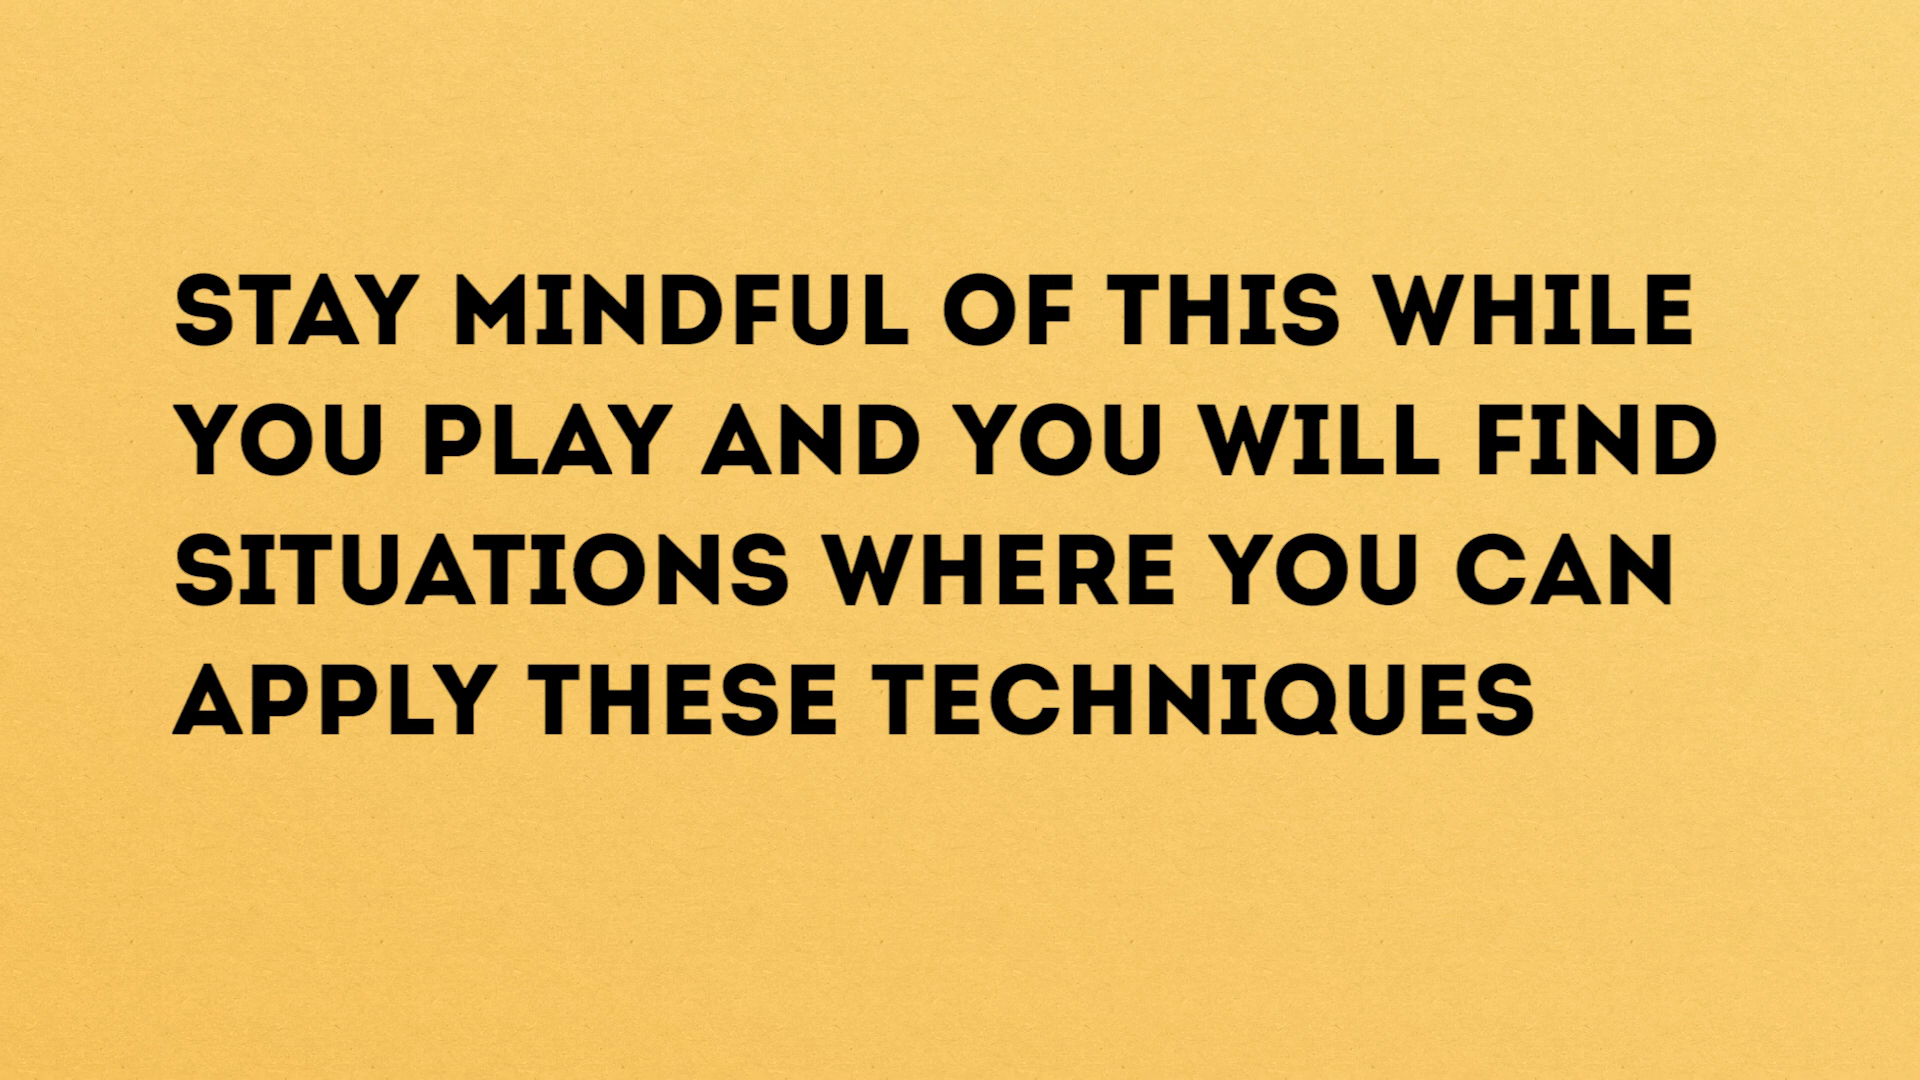 STAY MINDFUL OF THIS WHILE
YOU PLAY AND YOU WILL FIND
SITUATIONS WHERE YOU CAN
APPLY THESE TECHNIQUES